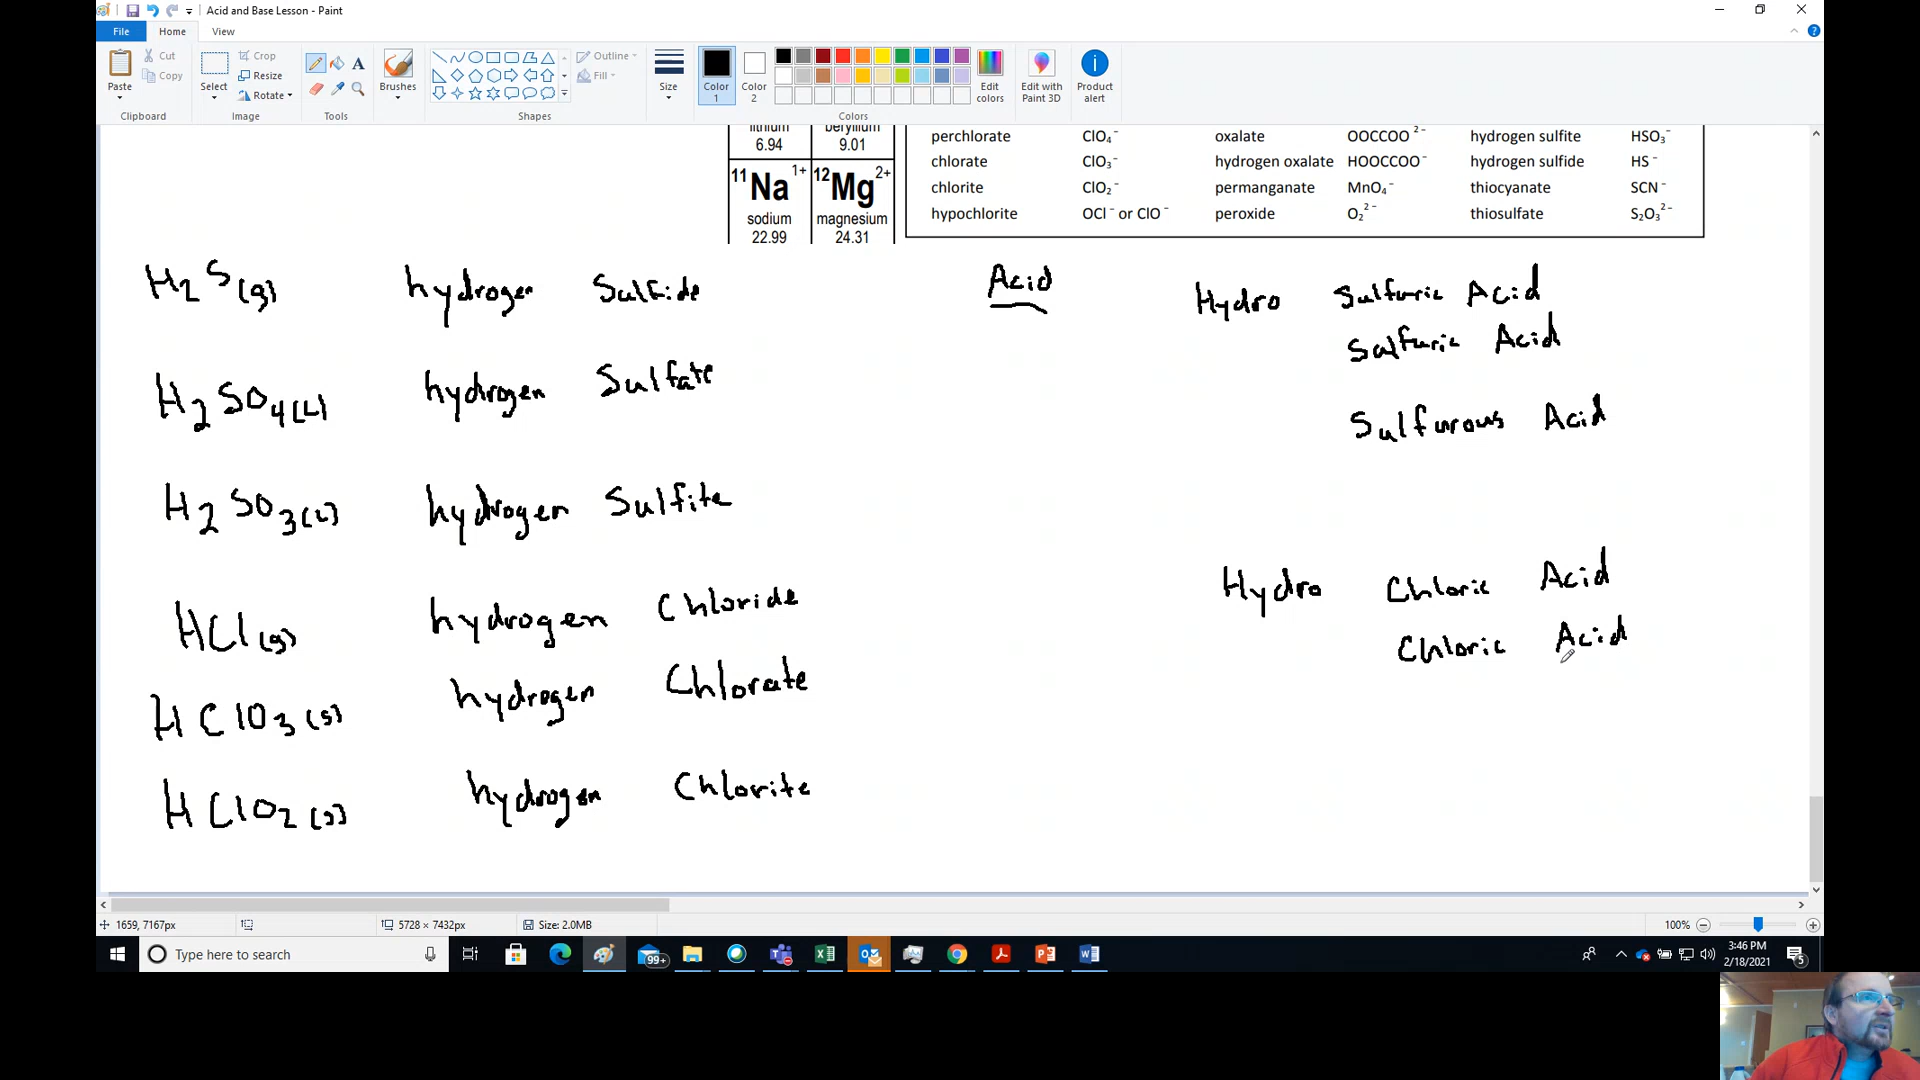 Acid and Base Lesson - Paint
File Home View
Cut
Copy
Paste
Clipboard
Select
Crop
Resize
Rotate
Image
Tools
Brushes
Outline
Fill
Shapes
Size
Color 1
Color 2
Edit colors
Colors
Edit with Paint 3D
Product alert
lithium beryllium
6.94 9.01
11 Na 1+ 12 Mg 2+
sodium magnesium
22.99 24.31
perchlorate ClO₄⁻ oxalate OOCCOO²⁻ hydrogen sulfite HSO₃⁻
chlorate ClO₃⁻ hydrogen oxalate HOOCCOO⁻ hydrogen sulfide HS⁻
chlorite ClO₂⁻ permanganate MnO₄⁻ thiocyanate SCN⁻
hypochlorite OCl⁻ or ClO⁻ peroxide O₂²⁻ thiosulfate S₂O₃²⁻
H₂S(g) hydrogen Sulfide Acid Hydro Sulfuric Acid
Sulfuric Acid
H₂SO₄(L) hydrogen Sulfate
Sulfurous Acid
H₂SO₃(L) hydrogen Sulfite
Hydro Chloric Acid
HCl(g) hydrogen Chloride
Chloric Acid
HClO₃(s) hydrogen Chlorate
HClO₂(s) hydrogen Chlorite
1659, 7167px 5728 × 7432px Size: 2.0MB 100%
Type here to search
99+
3:46 PM
2/18/2021
5